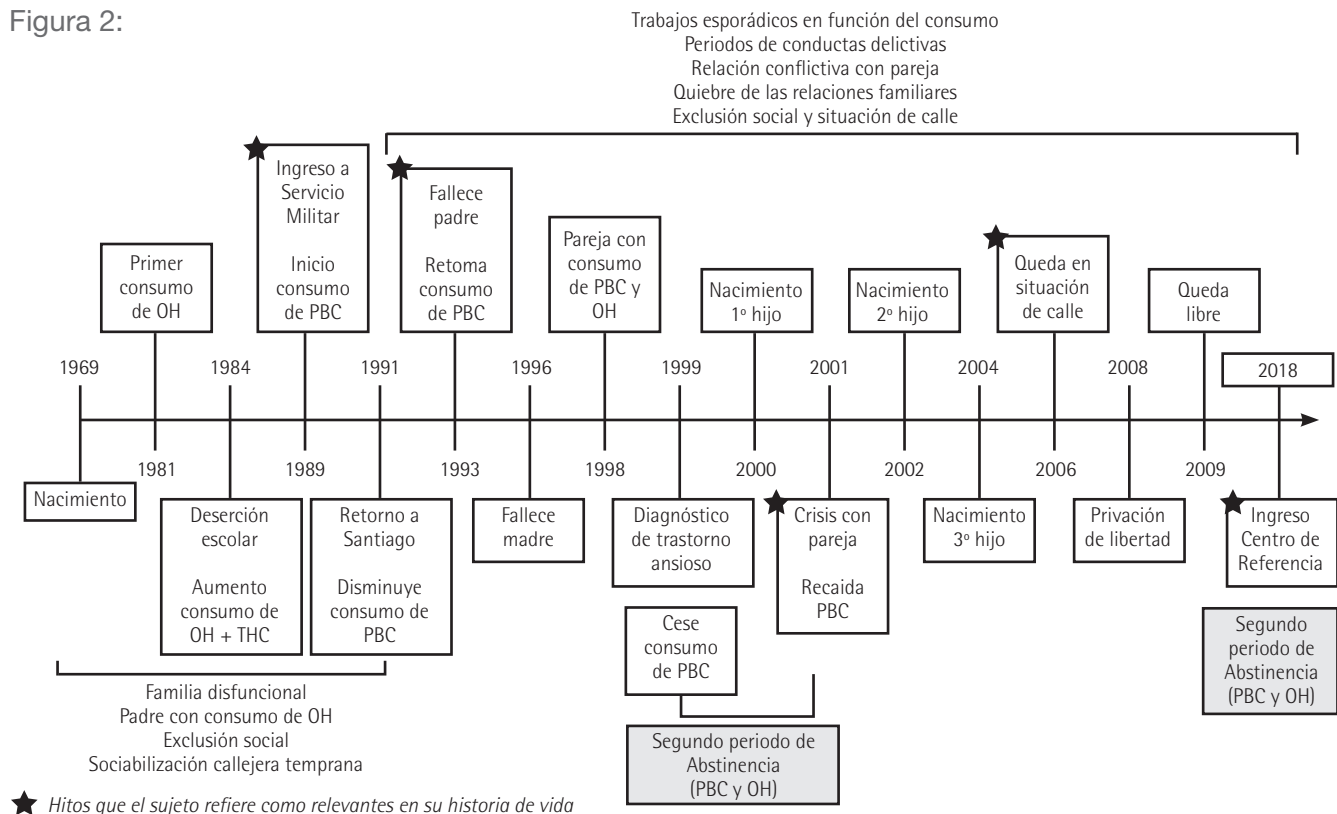 Figura 2:
Trabajos esporádicos en función del consumo
Periodos de conductas delictivas
Relación conflictiva con pareja
Quiebre de las relaciones familiares
Exclusión social y situación de calle
Ingreso a
Servicio
Militar
Inicio
consumo
de PBC
Fallece
padre
Retoma
consumo
de PBC
Primer
consumo
de OH
Pareja con
consumo
de PBC y
OH
Nacimiento
1º hijo
Nacimiento
2º hijo
Queda en
situación
de calle
Queda
libre
1969
1984
1991
1996
1999
2001
2004
2008
2018
1981
1989
1993
1998
2000
2002
2006
2009
Nacimiento
Deserción
escolar
Aumento
consumo de
OH + THC
Retorno a
Santiago
Disminuye
consumo de
PBC
Fallece
madre
Diagnóstico
de trastorno
ansioso
Crisis con
pareja
Recaida
PBC
Nacimiento
3º hijo
Privación
de libertad
Ingreso
Centro de
Referencia
Cese
consumo
de PBC
Segundo
periodo de
Abstinencia
(PBC y OH)
Familia disfuncional
Padre con consumo de OH
Exclusión social
Sociabilización callejera temprana
Segundo periodo de
Abstinencia
(PBC y OH)
Hitos que el sujeto refiere como relevantes en su historia de vida